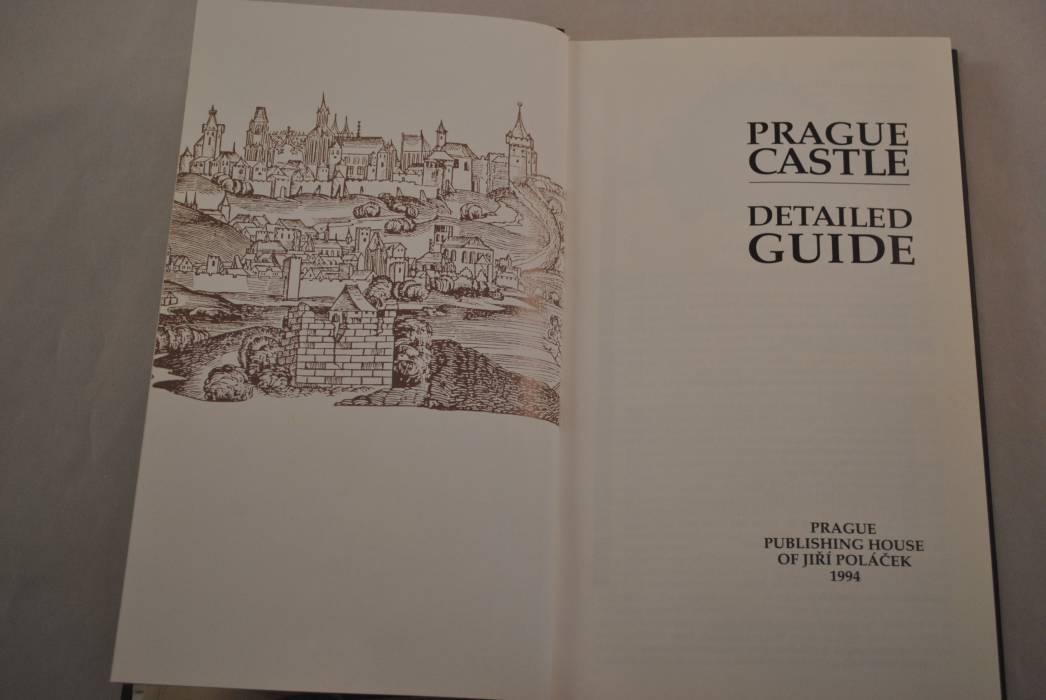 PRAGUE
CASTLE
DETAILED
GUIDE
PRAGUE
PUBLISHING HOUSE
OF JIŘÍ POLÁČEK
1994